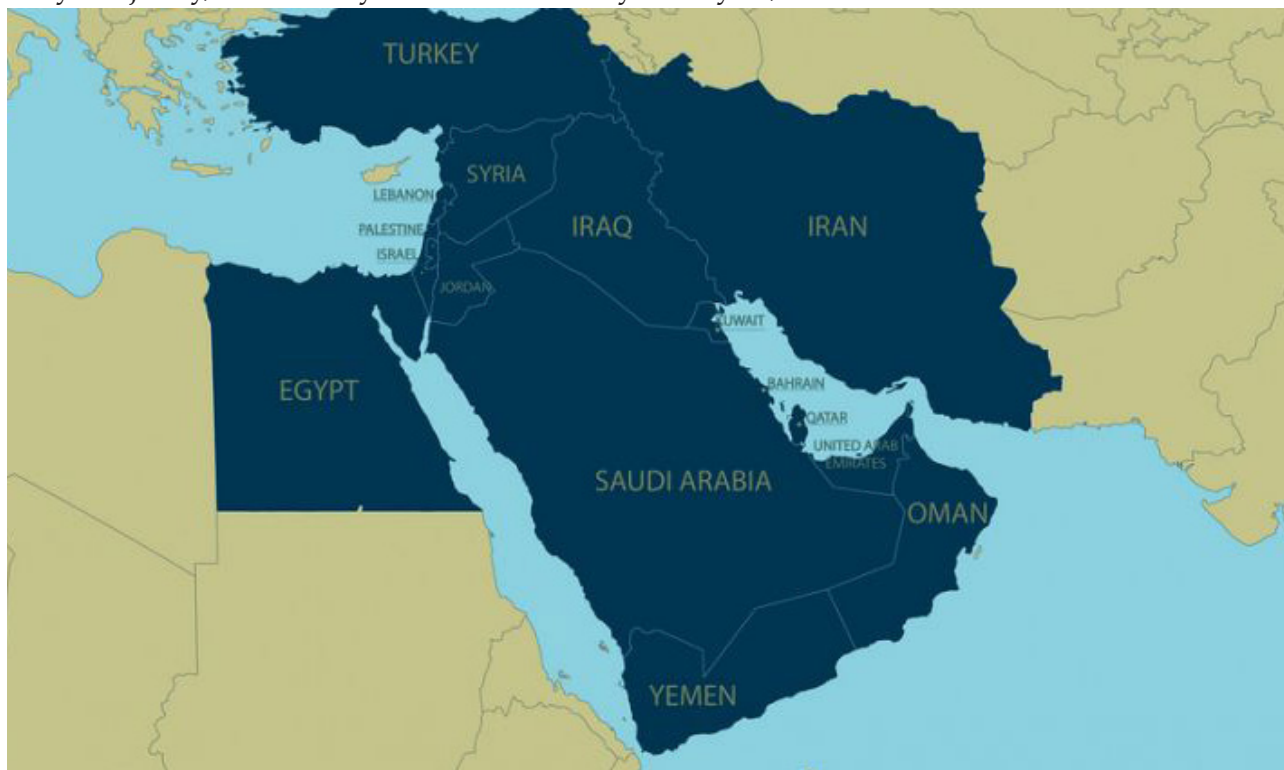 TURKEY
SYRIA
LEBANON
IRAQ
IRAN
PALESTINE
ISRAEL
JORDAN
KUWAIT
EGYPT
BAHRAIN
QATAR
UNITED ARAB
EMIRATES
SAUDI ARABIA
OMAN
YEMEN